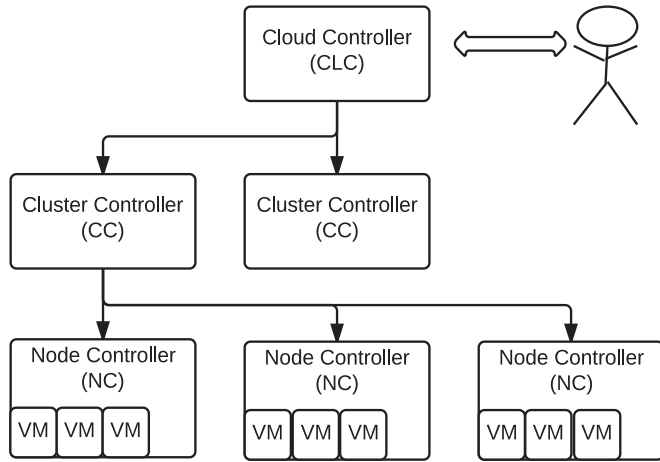 Cloud Controller
(CLC)
Cluster Controller
(CC)
Cluster Controller
(CC)
Node Controller
(NC)
VM VM VM
Node Controller
(NC)
VM VM VM
Node Controller
(NC)
VM VM VM